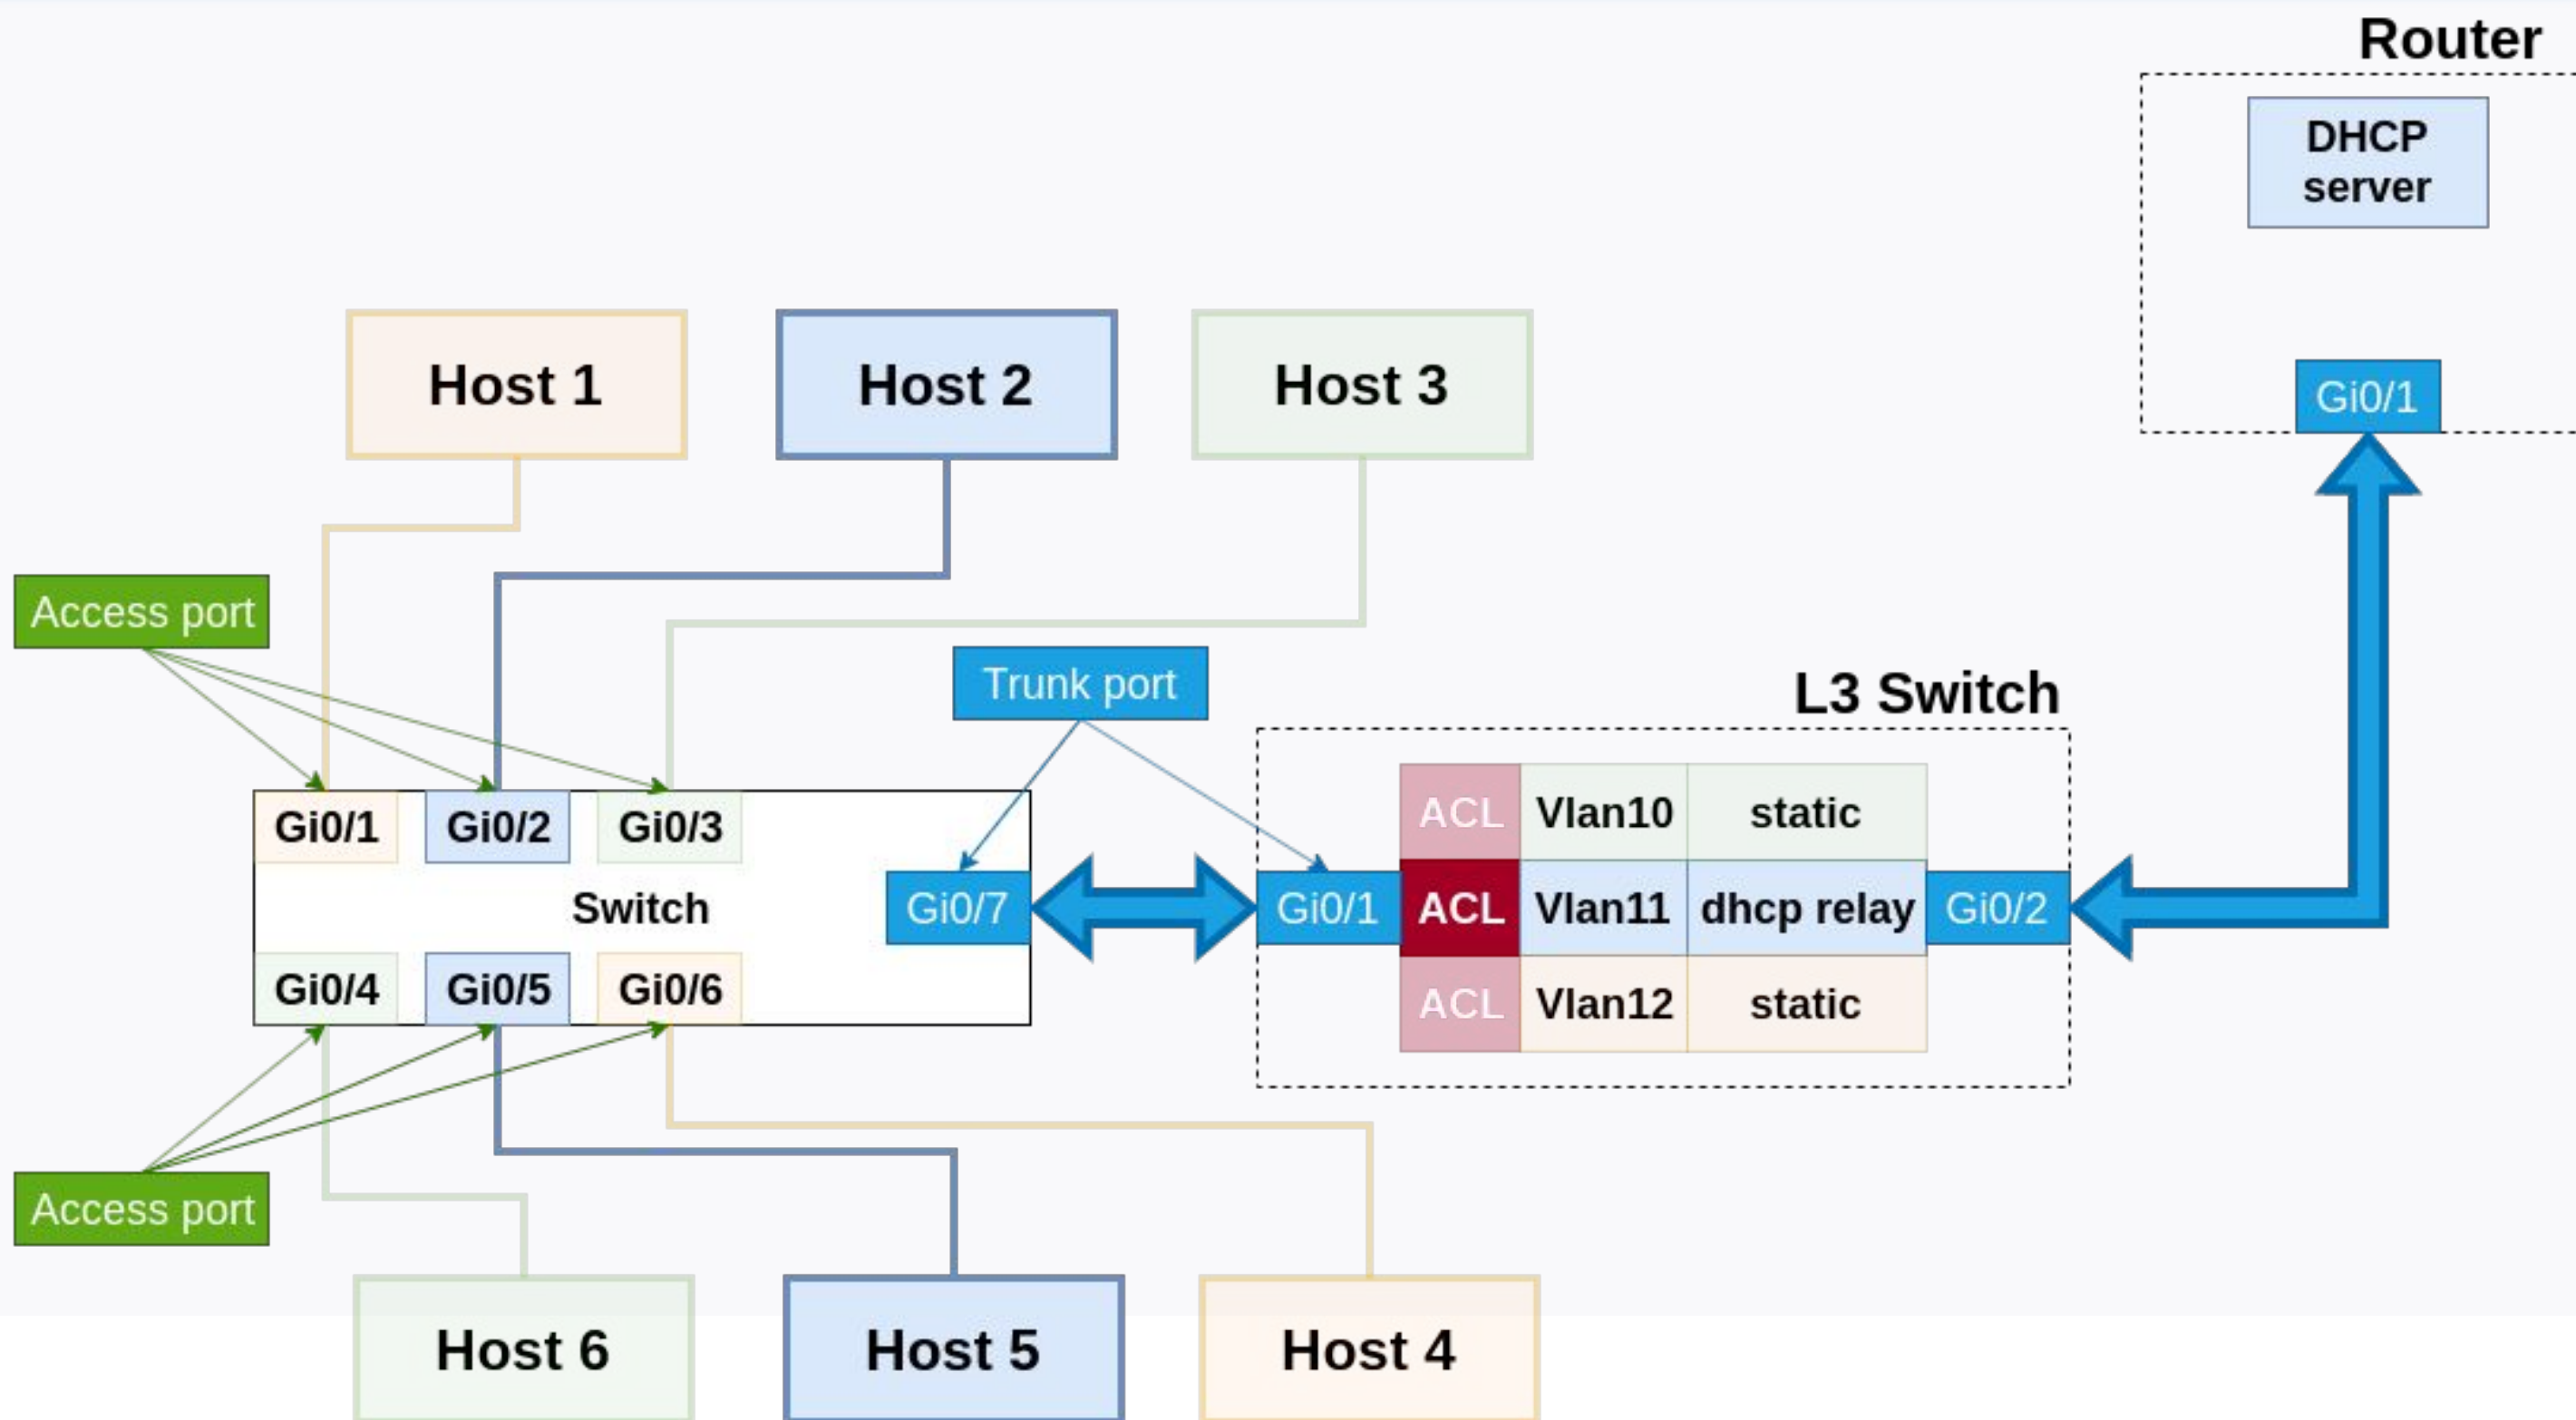 Router
DHCP
server
Gi0/1
Host 1
Host 2
Host 3
Access port
Trunk port
L3 Switch
Gi0/1
Gi0/2
Gi0/3
Switch
Gi0/7
Gi0/4
Gi0/5
Gi0/6
Gi0/1
ACL Vlan10 static
ACL Vlan11 dhcp relay
ACL Vlan12 static
Gi0/2
Access port
Host 6
Host 5
Host 4